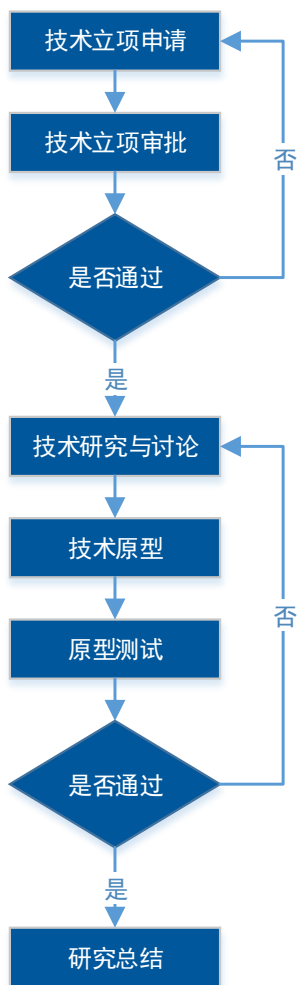 技术立项申请
技术立项审批
否
是否通过
是
技术研究与讨论
技术原型
否
原型测试
是否通过
是
研究总结